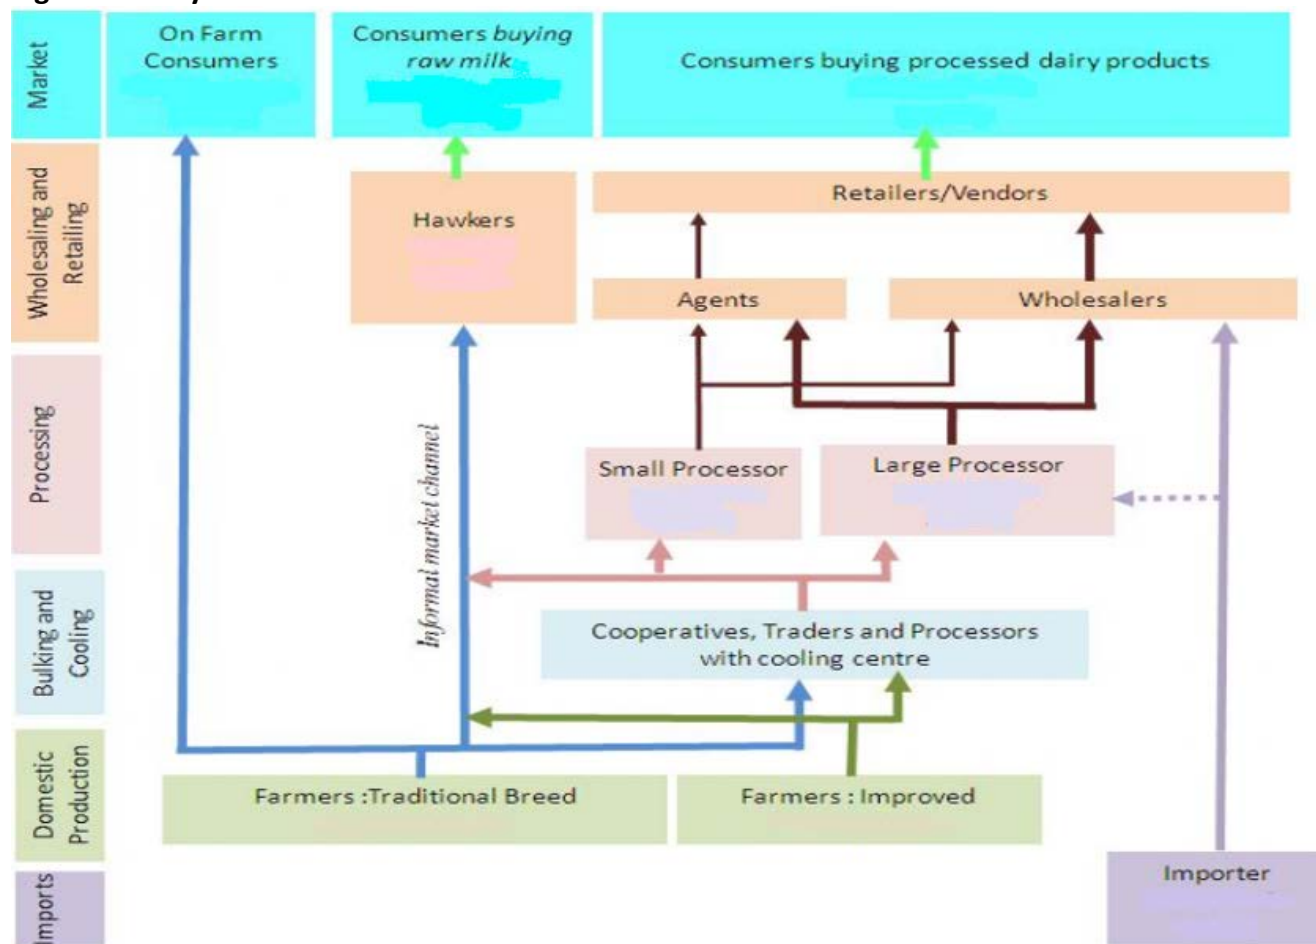 Market
On Farm
Consumers
Consumers buying
raw milk
Consumers buying processed dairy products
Wholesaling and
Retailing
Hawkers
Retailers/Vendors
Agents
Wholesalers
Processing
Informal market channel
Small Processor
Large Processor
Bulking and
Cooling
Cooperatives, Traders and Processors
with cooling centre
Domestic
Production
Farmers :Traditional Breed
Farmers : Improved
Imports
Importer